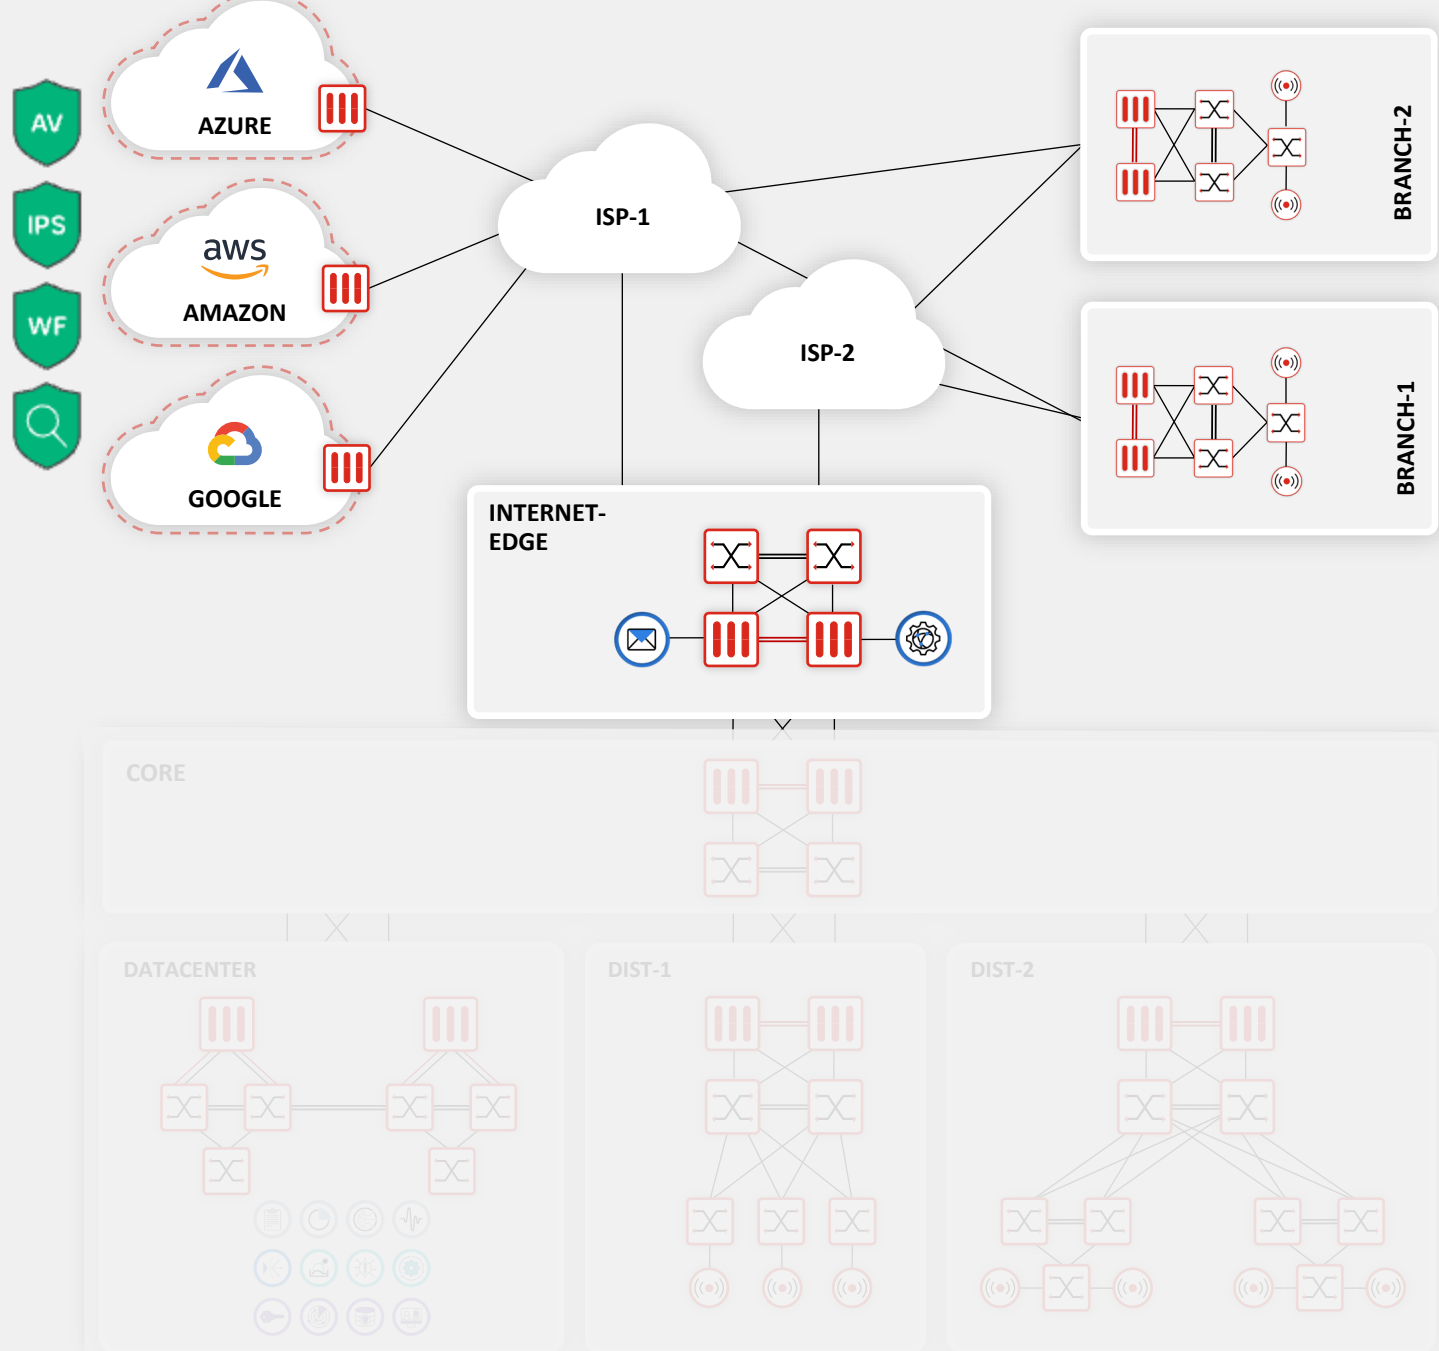 AV
IPS
WF
AZURE
aws
AMAZON
GOOGLE
ISP-1
ISP-2
BRANCH-2
BRANCH-1
INTERNET-
EDGE
CORE
DATACENTER
DIST-1
DIST-2